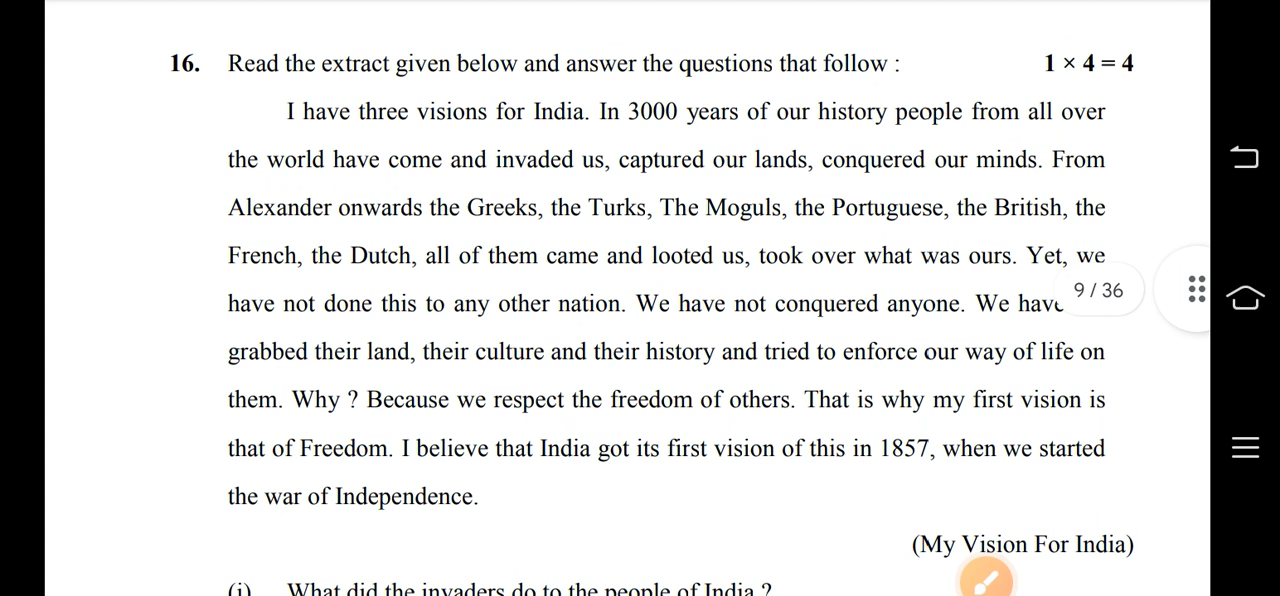 16. Read the extract given below and answer the questions that follow : 1 × 4 = 4
I have three visions for India. In 3000 years of our history people from all over
the world have come and invaded us, captured our lands, conquered our minds. From
Alexander onwards the Greeks, the Turks, The Moguls, the Portuguese, the British, the
French, the Dutch, all of them came and looted us, took over what was ours. Yet, we
have not done this to any other nation. We have not conquered anyone. We have
9 / 36
grabbed their land, their culture and their history and tried to enforce our way of life on
them. Why ? Because we respect the freedom of others. That is why my first vision is
that of Freedom. I believe that India got its first vision of this in 1857, when we started
the war of Independence.
(My Vision For India)
(i) What did the invaders do to the people of India ?